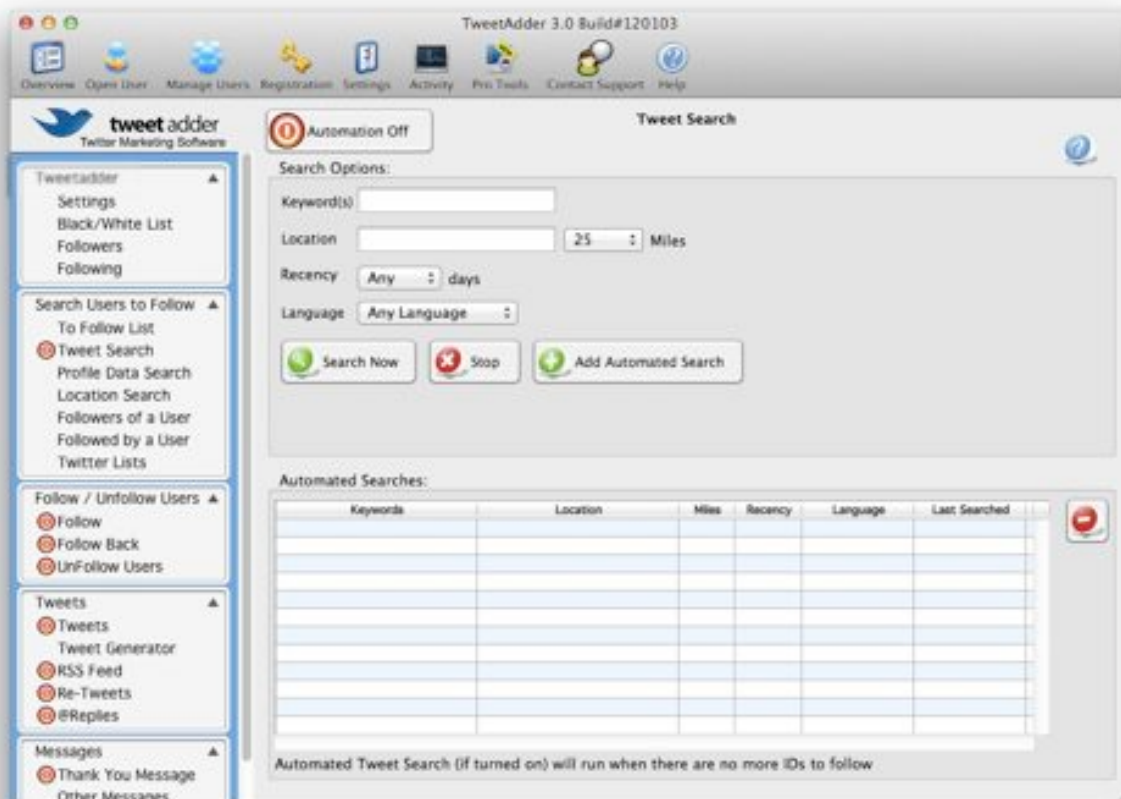 TweetAdder 3.0 Build#120103
Overview Open User Manage Users Registration Settings Activity Pro Tools Contact Support Help
tweet adder
Twitter Marketing Software
Tweetadder
Settings
Black/White List
Followers
Following
Search Users to Follow
To Follow List
Tweet Search
Profile Data Search
Location Search
Followers of a User
Followed by a User
Twitter Lists
Follow / Unfollow Users
Follow
Follow Back
UnFollow Users
Tweets
Tweets
Tweet Generator
RSS Feed
Re-Tweets
@Replies
Messages
Thank You Message
Other Messages
Automation Off
Tweet Search
Search Options:
Keyword(s)
Location 25 Miles
Recency Any days
Language Any Language
Search Now Stop Add Automated Search
Automated Searches:
Keywords Location Miles Recency Language Last Searched
Automated Tweet Search (if turned on) will run when there are no more IDs to follow